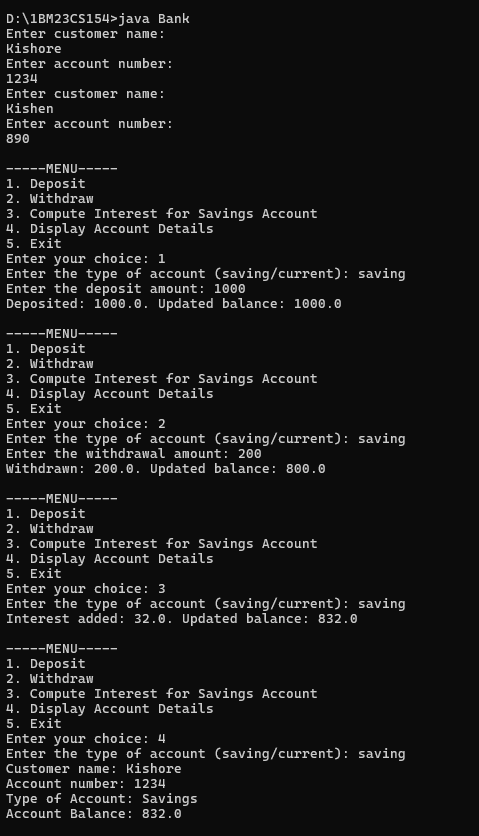 D:\1BM23CS154>java Bank
Enter customer name:
Kishore
Enter account number:
1234
Enter customer name:
Kishen
Enter account number:
890
-----MENU-----
1. Deposit
2. Withdraw
3. Compute Interest for Savings Account
4. Display Account Details
5. Exit
Enter your choice: 1
Enter the type of account (saving/current): saving
Enter the deposit amount: 1000
Deposited: 1000.0. Updated balance: 1000.0
-----MENU-----
1. Deposit
2. Withdraw
3. Compute Interest for Savings Account
4. Display Account Details
5. Exit
Enter your choice: 2
Enter the type of account (saving/current): saving
Enter the withdrawal amount: 200
Withdrawn: 200.0. Updated balance: 800.0
-----MENU-----
1. Deposit
2. Withdraw
3. Compute Interest for Savings Account
4. Display Account Details
5. Exit
Enter your choice: 3
Enter the type of account (saving/current): saving
Interest added: 32.0. Updated balance: 832.0
-----MENU-----
1. Deposit
2. Withdraw
3. Compute Interest for Savings Account
4. Display Account Details
5. Exit
Enter your choice: 4
Enter the type of account (saving/current): saving
Customer name: Kishore
Account number: 1234
Type of Account: Savings
Account Balance: 832.0